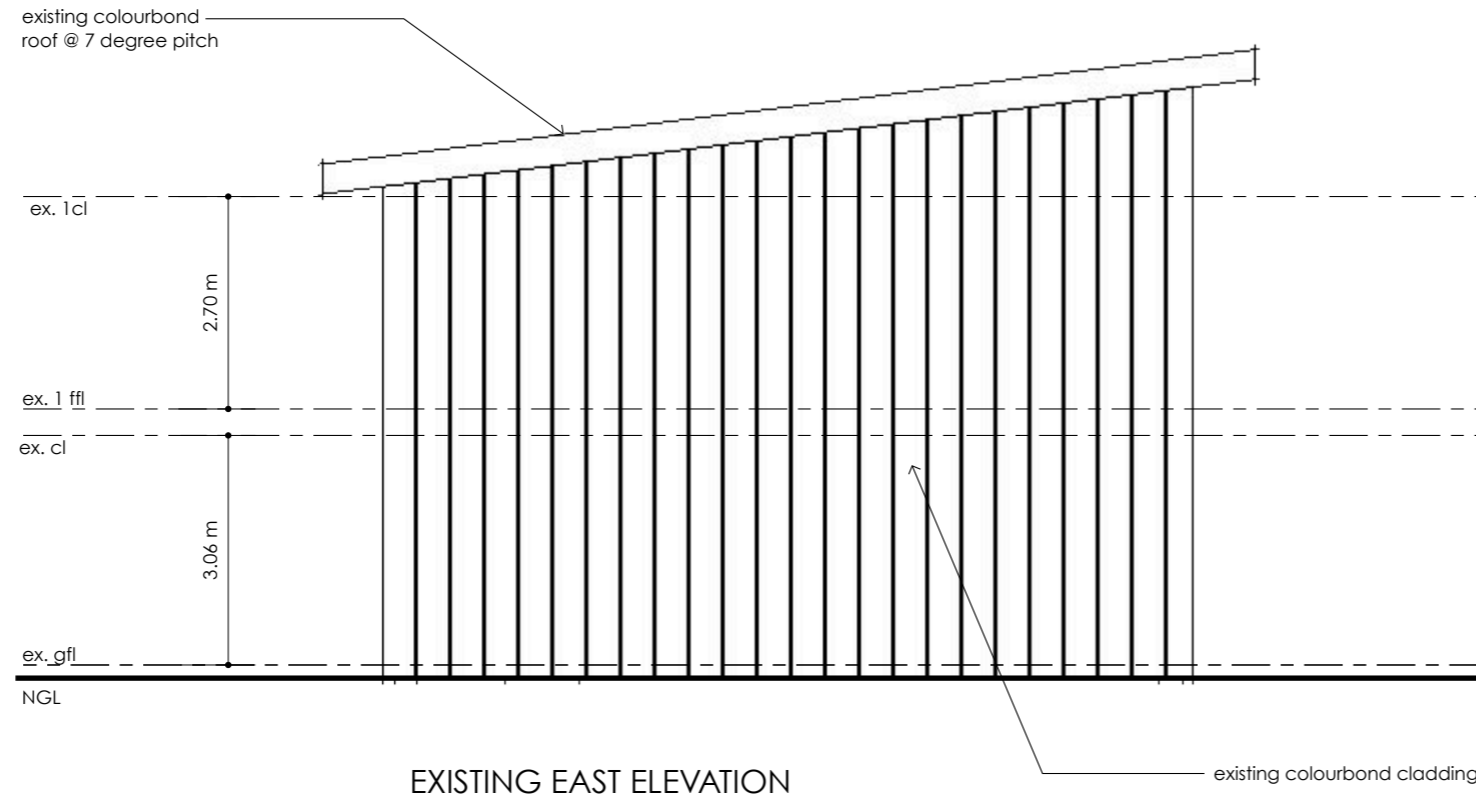 existing colourbond
roof @ 7 degree pitch
ex. 1cl
2.70 m
ex. 1 ffl
ex. cl
3.06 m
ex. gfl
NGL
EXISTING EAST ELEVATION
existing colourbond cladding